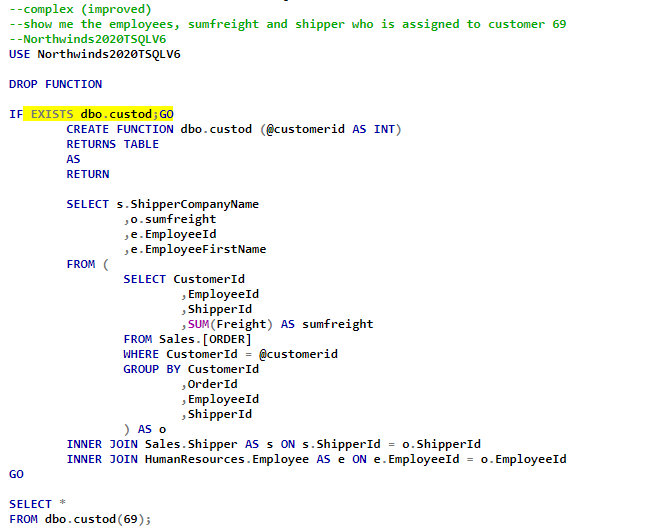 --complex (improved)
--show me the employees, sumfreight and shipper who is assigned to customer 69
--Northwinds2020TSQLV6
USE Northwinds2020TSQLV6
DROP FUNCTION
IF EXISTS dbo.custod;GO
CREATE FUNCTION dbo.custod (@customerid AS INT)
RETURNS TABLE
AS
RETURN
SELECT s.ShipperCompanyName
,o.sumfreight
,e.EmployeeId
,e.EmployeeFirstName
FROM (
SELECT CustomerId
,EmployeeId
,ShipperId
,SUM(Freight) AS sumfreight
FROM Sales.[ORDER]
WHERE CustomerId = @customerid
GROUP BY CustomerId
,OrderId
,EmployeeId
,ShipperId
) AS o
INNER JOIN Sales.Shipper AS s ON s.ShipperId = o.ShipperId
INNER JOIN HumanResources.Employee AS e ON e.EmployeeId = o.EmployeeId
GO
SELECT *
FROM dbo.custod(69);